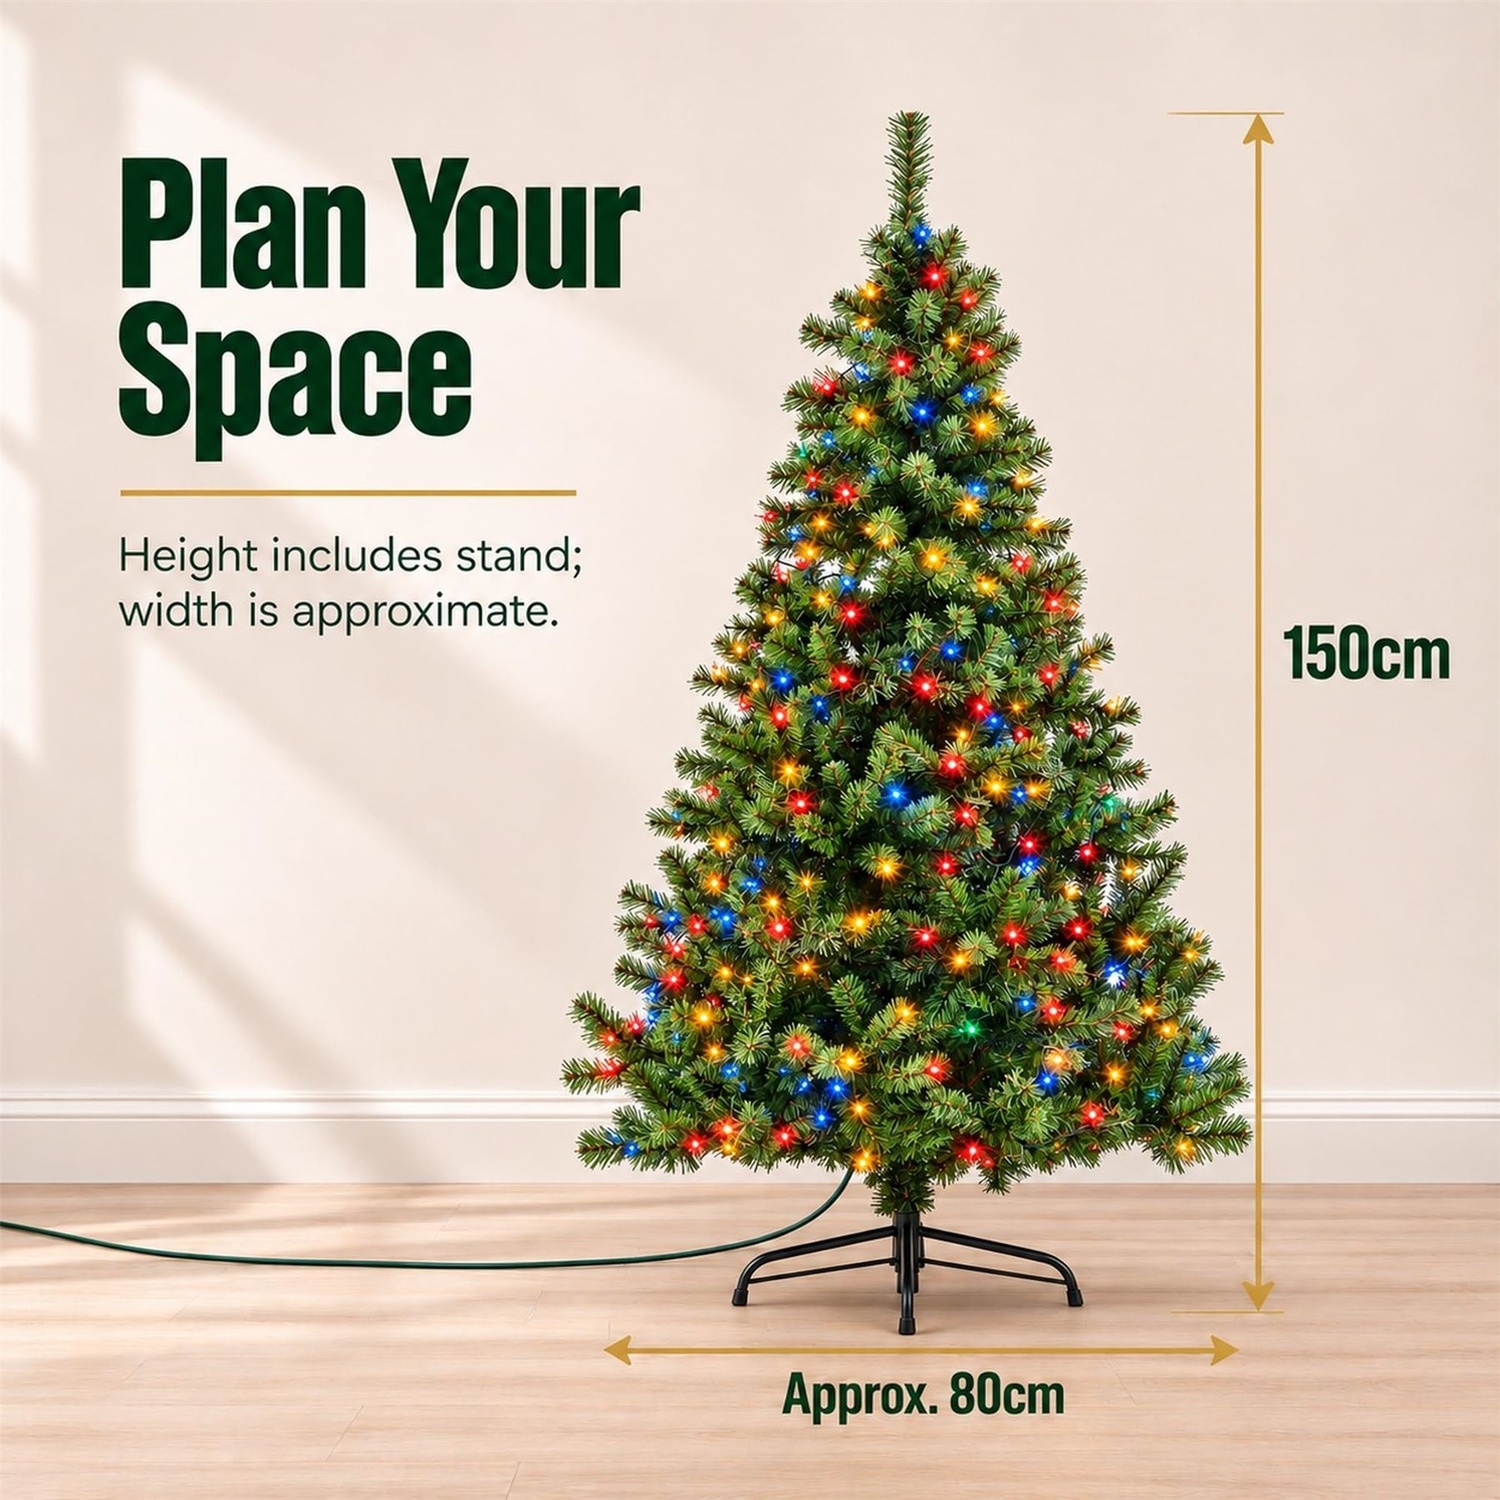 Plan Your
Space
Height includes stand;
width is approximate.
150cm
Approx. 80cm